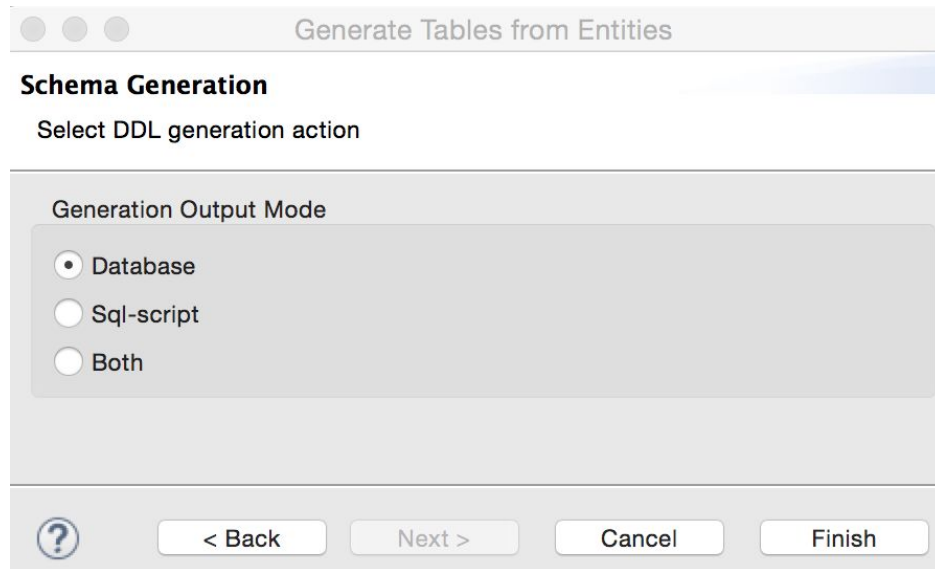 Generate Tables from Entities
Schema Generation
Select DDL generation action
Generation Output Mode
Database
Sql-script
Both
? < Back Next > Cancel Finish